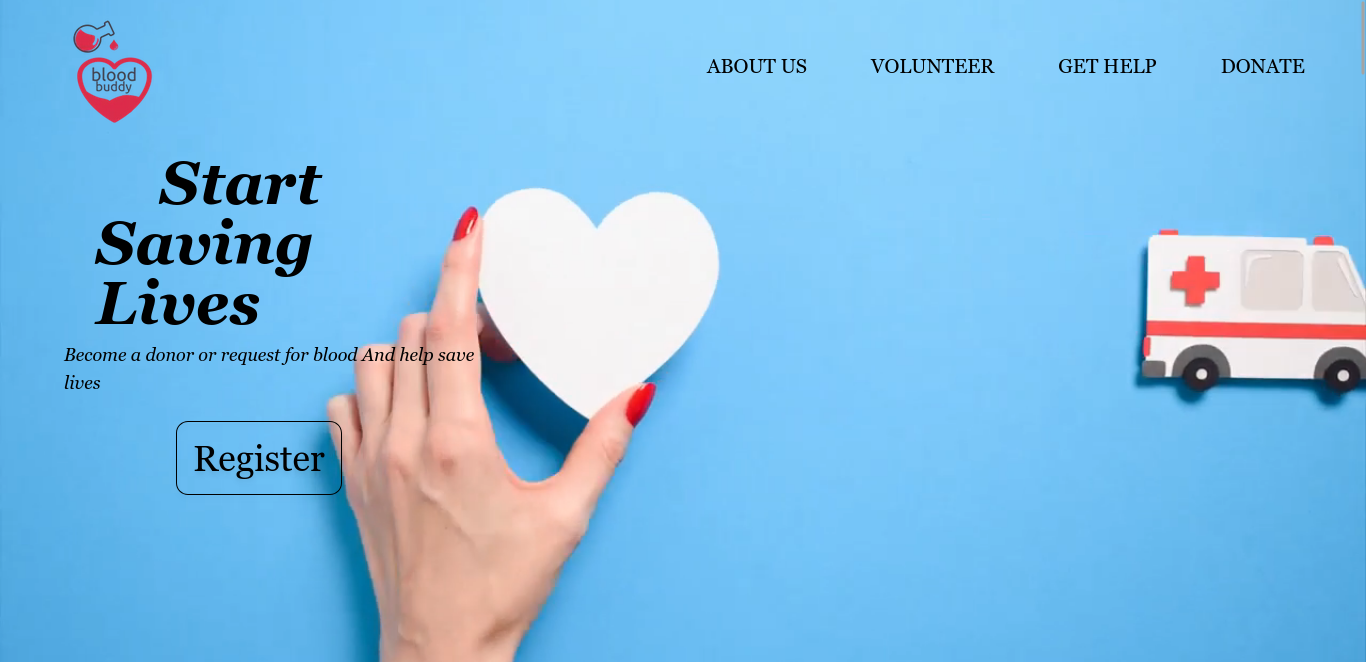 blood
buddy
ABOUT US VOLUNTEER GET HELP DONATE
Start
Saving
Lives
Become a donor or request for blood And help save
lives
Register